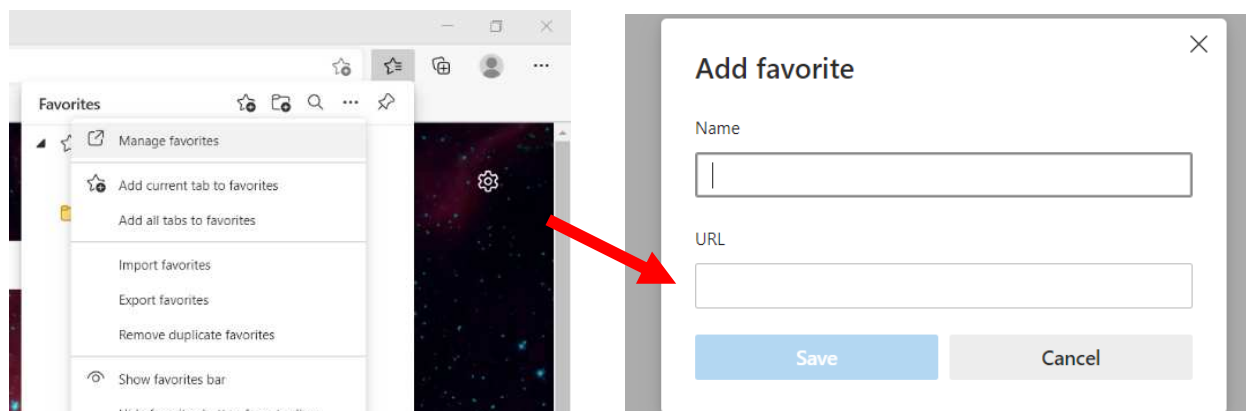 Favorites
Manage favorites
Add current tab to favorites
Add all tabs to favorites
Import favorites
Export favorites
Remove duplicate favorites
Show favorites bar
Add favorite
Name
URL
Save
Cancel